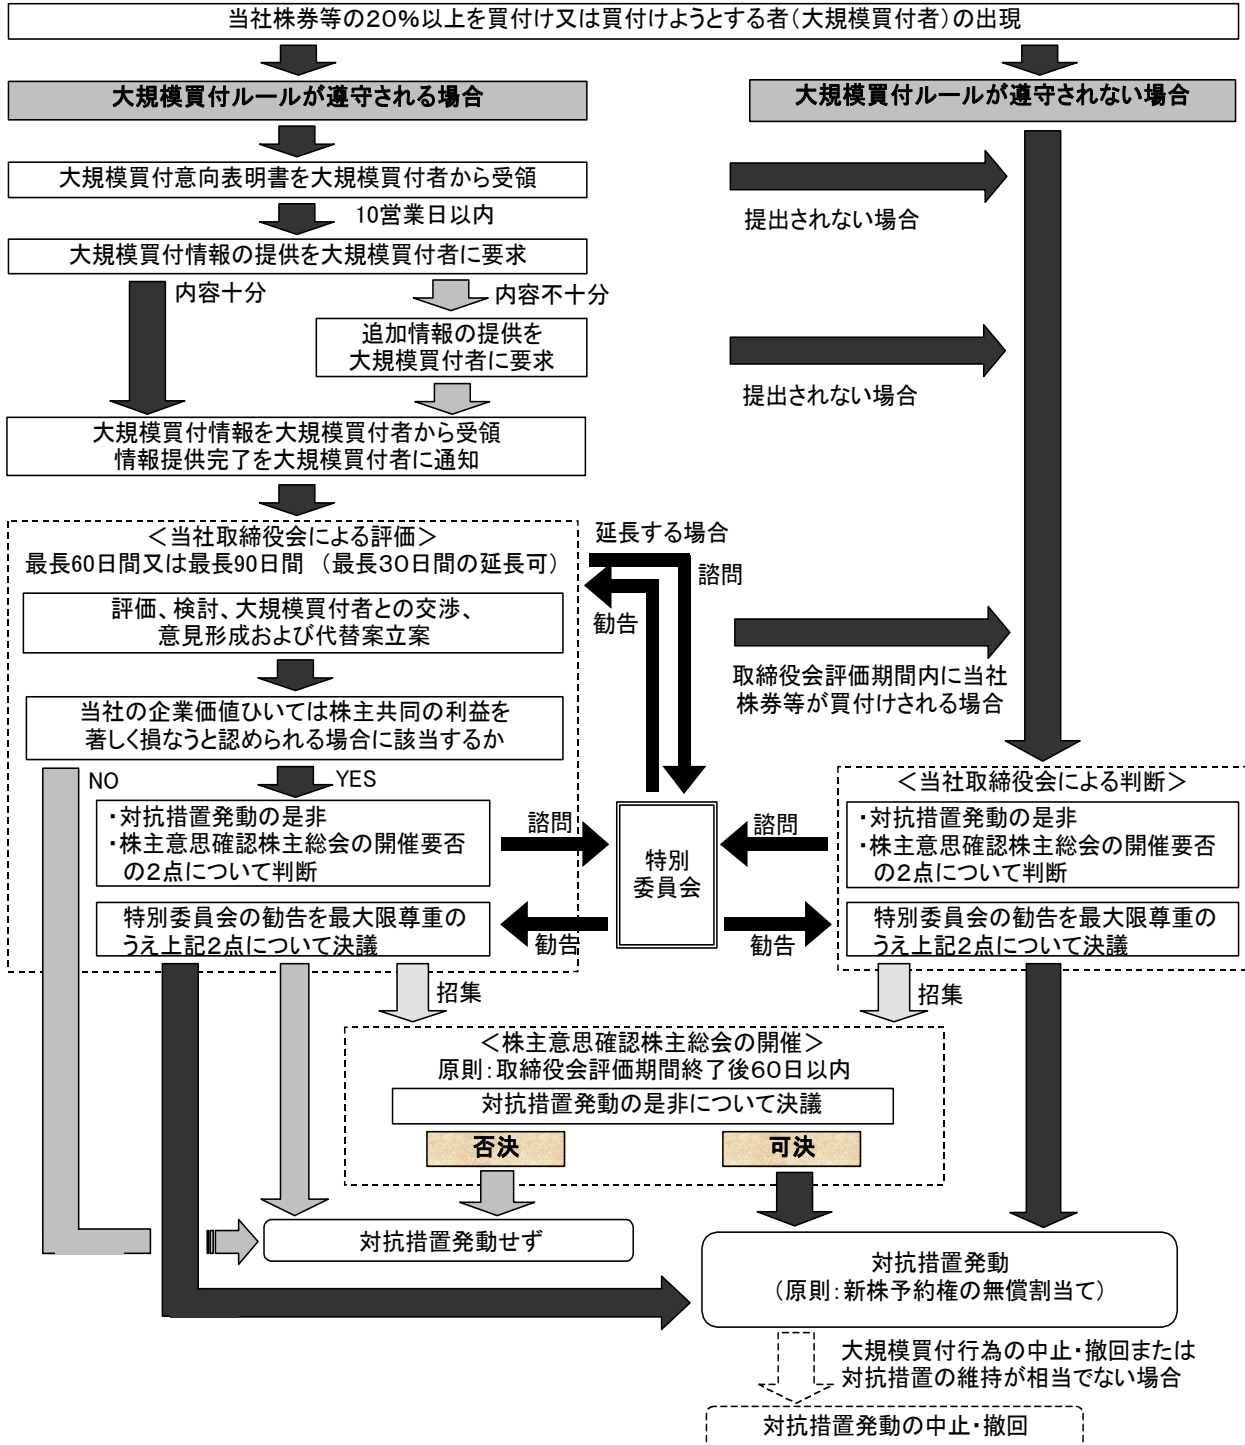 当社株券等の20％以上を買付け又は買付けようとする者（大規模買付者）の出現
大規模買付ルールが遵守される場合
大規模買付ルールが遵守されない場合
大規模買付意向表明書を大規模買付者から受領
提出されない場合
10営業日以内
大規模買付情報の提供を大規模買付者に要求
内容十分
内容不十分
追加情報の提供を
大規模買付者に要求
提出されない場合
大規模買付情報を大規模買付者から受領
情報提供完了を大規模買付者に通知
＜当社取締役会による評価＞
最長60日間又は最長90日間 （最長30日間の延長可）
延長する場合
諮問
勧告
評価、検討、大規模買付者との交渉、
意見形成および代替案立案
取締役会評価期間内に当社
株券等が買付けされる場合
当社の企業価値ひいては株主共同の利益を
著しく損なうと認められる場合に該当するか
NO
YES
＜当社取締役会による判断＞
・対抗措置発動の是非
・株主意思確認株主総会の開催要否
の2点について判断
諮問
特別
委員会
諮問
・対抗措置発動の是非
・株主意思確認株主総会の開催要否
の2点について判断
特別委員会の勧告を最大限尊重の
うえ上記2点について決議
勧告
勧告
特別委員会の勧告を最大限尊重の
うえ上記2点について決議
招集
招集
＜株主意思確認株主総会の開催＞
原則：取締役会評価期間終了後60日以内
対抗措置発動の是非について決議
否決
可決
対抗措置発動せず
対抗措置発動
（原則：新株予約権の無償割当て）
大規模買付行為の中止・撤回または
対抗措置の維持が相当でない場合
対抗措置発動の中止・撤回